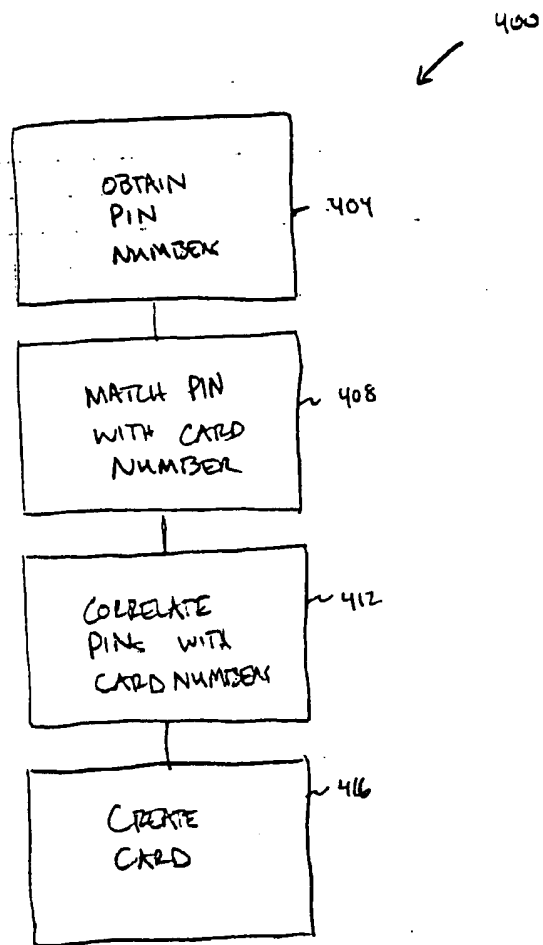 400
OBTAIN
PIN
NUMBERS
404
MATCH PIN
WITH CARD
NUMBER
408
CORRELATE
PINS WITH
CARD NUMBERS
412
CREATE
CARD
416